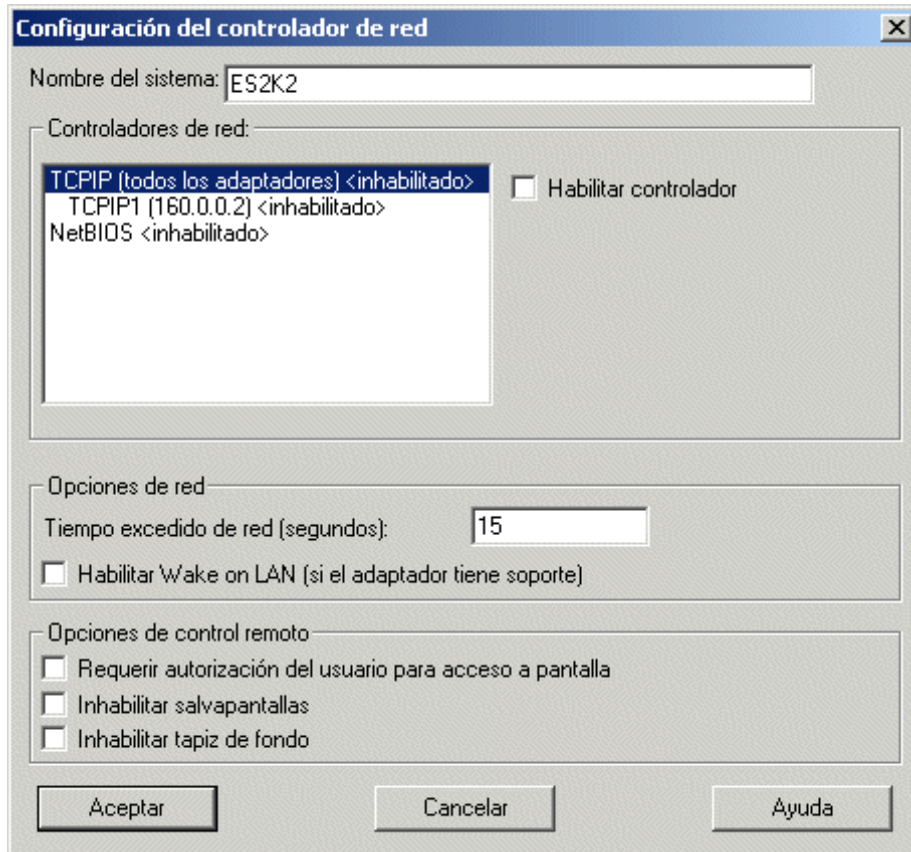 Configuración del controlador de red
Nombre del sistema: ES2K2
Controladores de red:
TCPIP (todos los adaptadores) <inhabilitado>
Habilitar controlador
TCPIP1 (160.0.0.2) <inhabilitado>
NetBIOS <inhabilitado>
Opciones de red
Tiempo excedido de red (segundos): 15
Habilitar Wake on LAN (si el adaptador tiene soporte)
Opciones de control remoto
Requerir autorización del usuario para acceso a pantalla
Inhabilitar salvapantallas
Inhabilitar tapiz de fondo
Aceptar Cancelar Ayuda